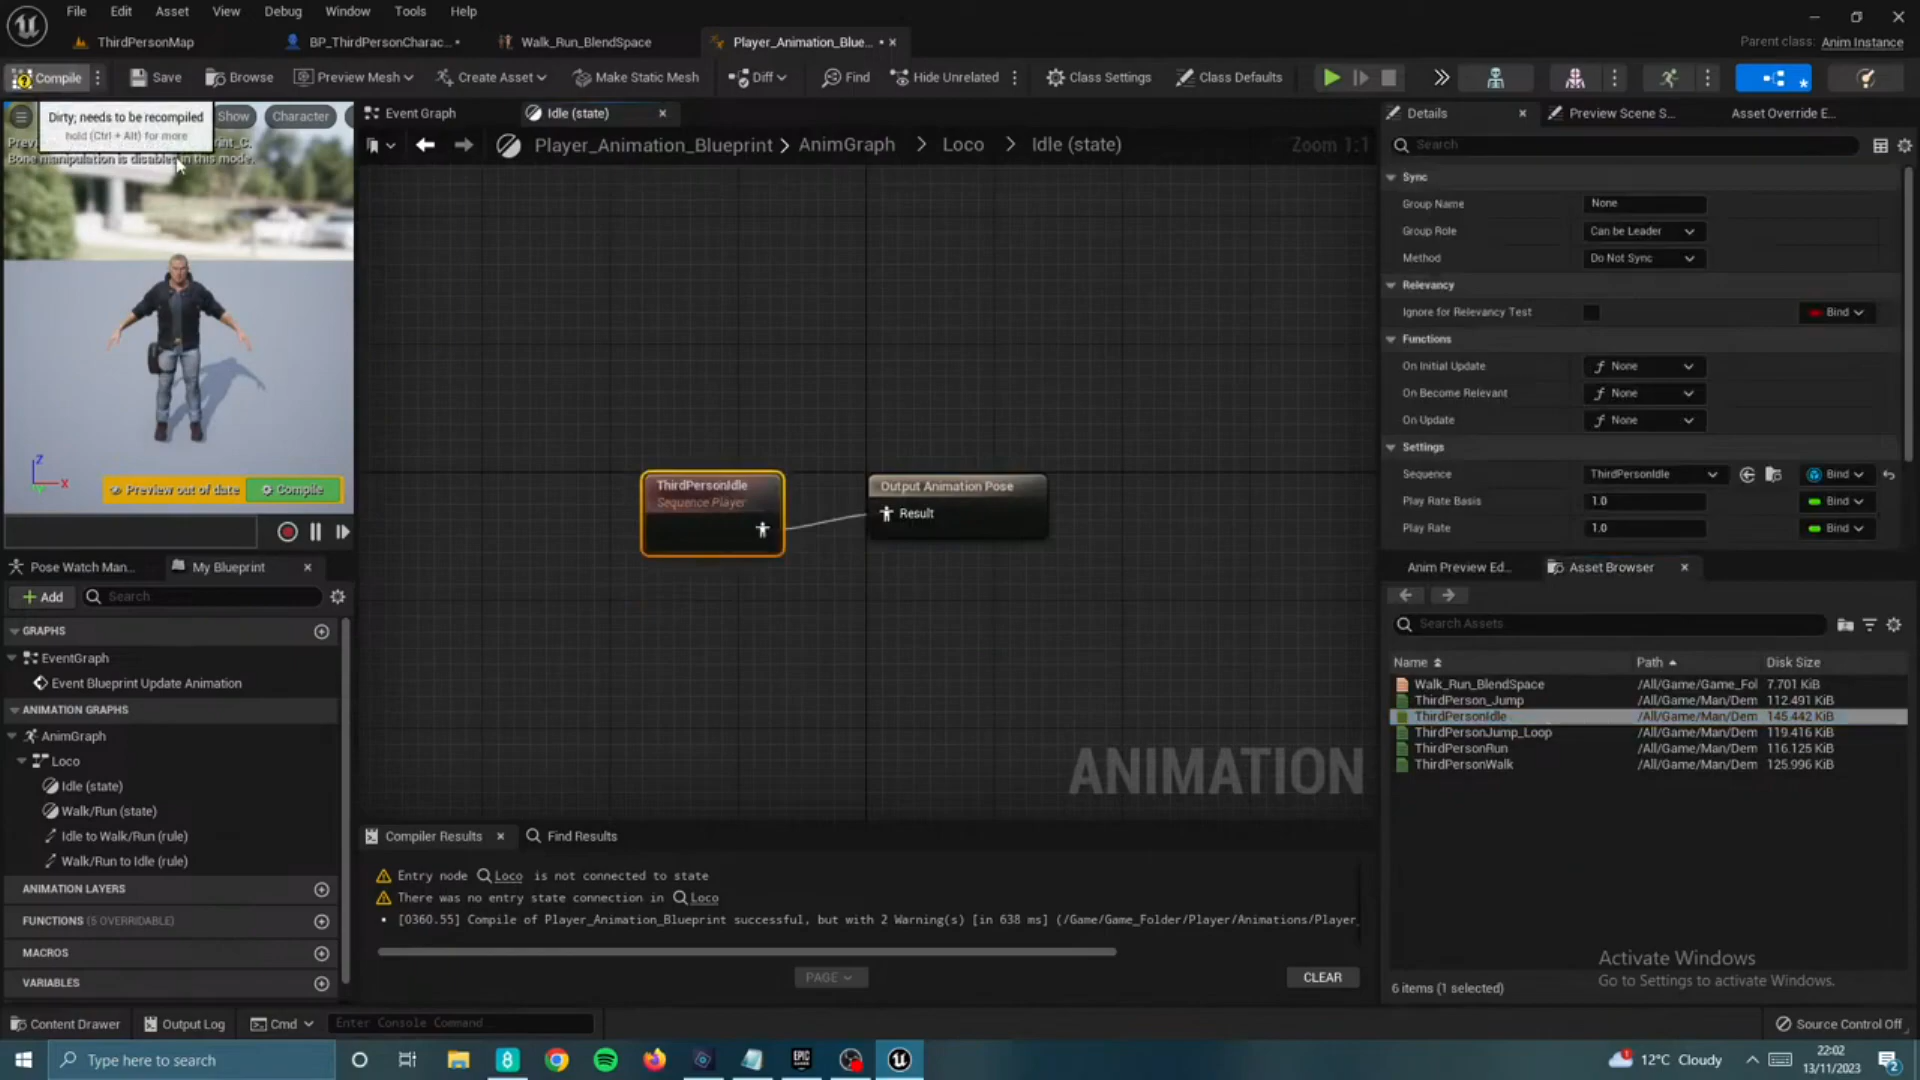 File Edit Asset View Debug Window Tools Help
ThirdPersonMap
BP_ThirdPersonCharac...
Walk_Run_BlendSpace
Player_Animation_Blue...
Parent class: Anim Instance
Compile
Save
Browse
Preview Mesh
Create Asset
Make Static Mesh
Diff
Find
Hide Unrelated
Class Settings
Class Defaults
Dirty; needs to be recompiled
hold (Ctrl + Alt) for more
Show
Character
Bone manipulation is disabled in this mode.
Event Graph
Idle (state)
Player_Animation_Blueprint > AnimGraph > Loco > Idle (state)
Zoom 1:1
ThirdPersonIdle
Sequence Player
Output Animation Pose
Result
ANIMATION
Z
X
Preview out of date
Compile
Pose Watch Man...
My Blueprint
Add
Search
GRAPHS
EventGraph
Event Blueprint Update Animation
ANIMATION GRAPHS
AnimGraph
Loco
Idle (state)
Walk/Run (state)
Idle to Walk/Run (rule)
Walk/Run to Idle (rule)
ANIMATION LAYERS
FUNCTIONS (5 OVERRIDABLE)
MACROS
VARIABLES
Compiler Results
Find Results
Entry node Loco is not connected to state
There was no entry state connection in Loco
[0360.55] Compile of Player_Animation_Blueprint successful, but with 2 Warning(s) [in 638 ms] (/Game/Game_Folder/Player/Animations/Player_
PAGE
CLEAR
Details
Preview Scene S...
Asset Override E...
Search
Sync
Group Name None
Group Role Can be Leader
Method Do Not Sync
Relevancy
Ignore for Relevancy Test Bind
Functions
On Initial Update None
On Become Relevant None
On Update None
Settings
Sequence ThirdPersonIdle Bind
Play Rate Basis 1.0 Bind
Play Rate 1.0 Bind
Anim Preview Ed...
Asset Browser
Search Assets
Name Path Disk Size
Walk_Run_BlendSpace /All/Game/Game_Fol 7.701 KiB
ThirdPerson_Jump /All/Game/Man/Dem 112.491 KiB
ThirdPersonIdle /All/Game/Man/Dem 145.442 KiB
ThirdPersonJump_Loop /All/Game/Man/Dem 119.416 KiB
ThirdPersonRun /All/Game/Man/Dem 116.125 KiB
ThirdPersonWalk /All/Game/Man/Dem 125.996 KiB
Activate Windows
Go to Settings to activate Windows.
6 items (1 selected)
Content Drawer
Output Log
Cmd
Enter Console Command
Source Control Off
Type here to search
12°C Cloudy
22:02
13/11/2023